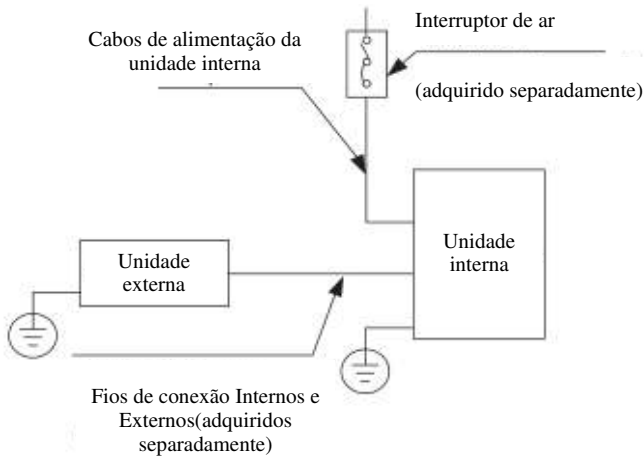 Interruptor de ar
Cabos de alimentação da
unidade interna
(adquirido separadamente)
Unidade
externa
Unidade
interna
Fios de conexão Internos e
Externos(adquiridos
separadamente)